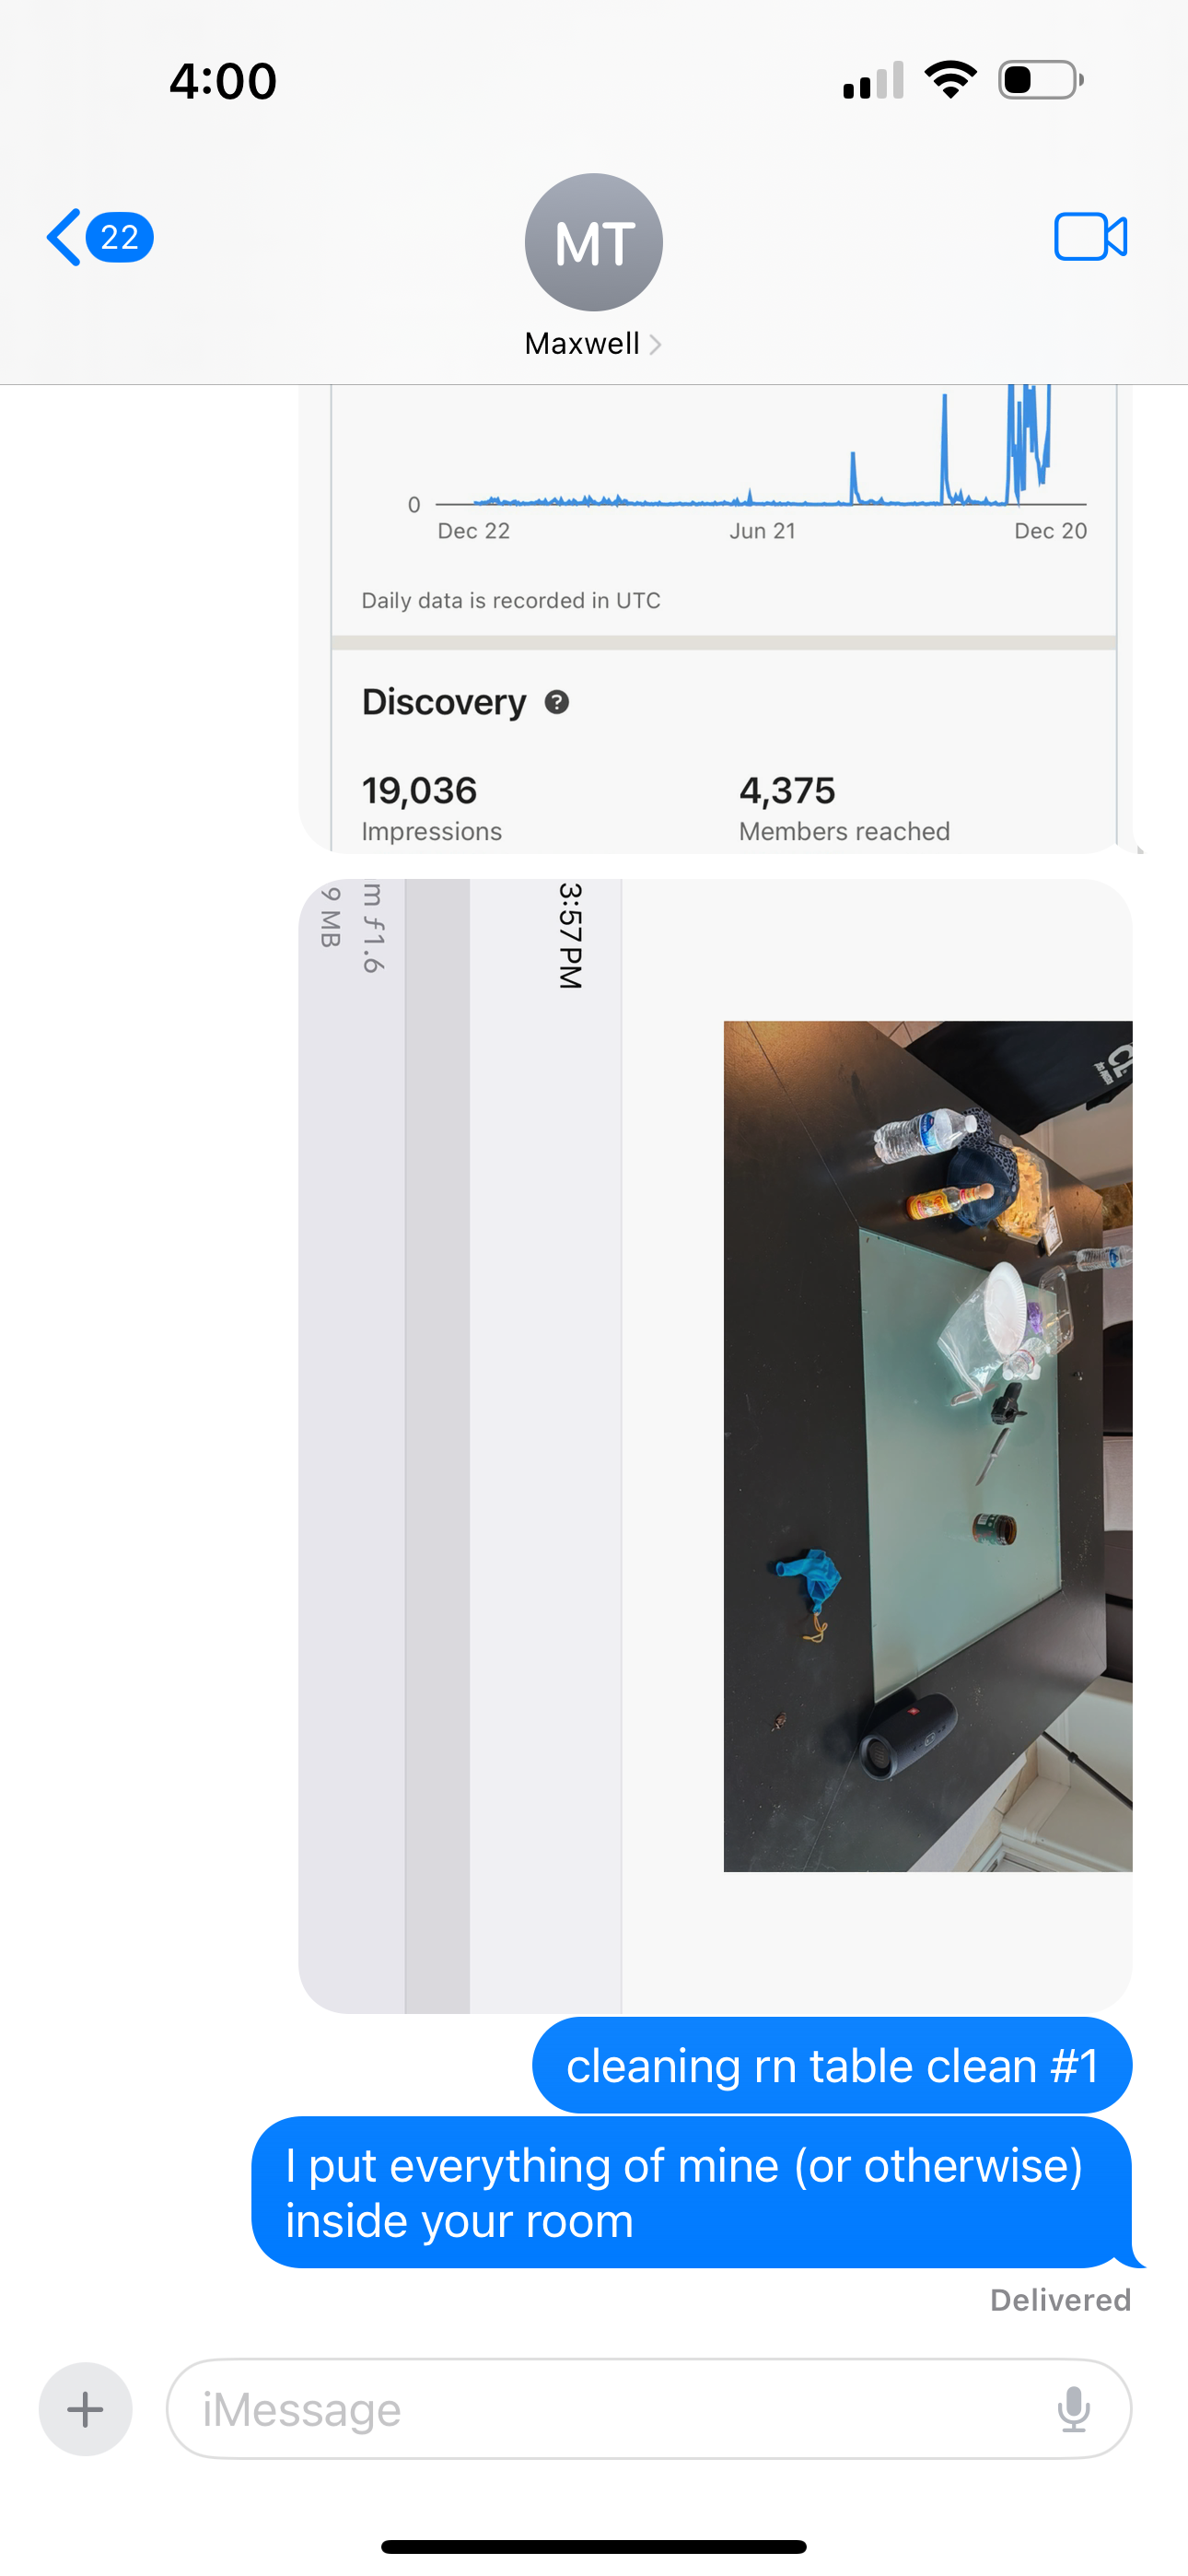 4:00
22
MT
Maxwell
0
Dec 22 Jun 21 Dec 20
Daily data is recorded in UTC
Discovery ?
19,036 4,375
Impressions Members reached
3:57 PM
m ƒ1.6
9 MB
cleaning rn table clean #1
I put everything of mine (or otherwise)
inside your room
Delivered
iMessage